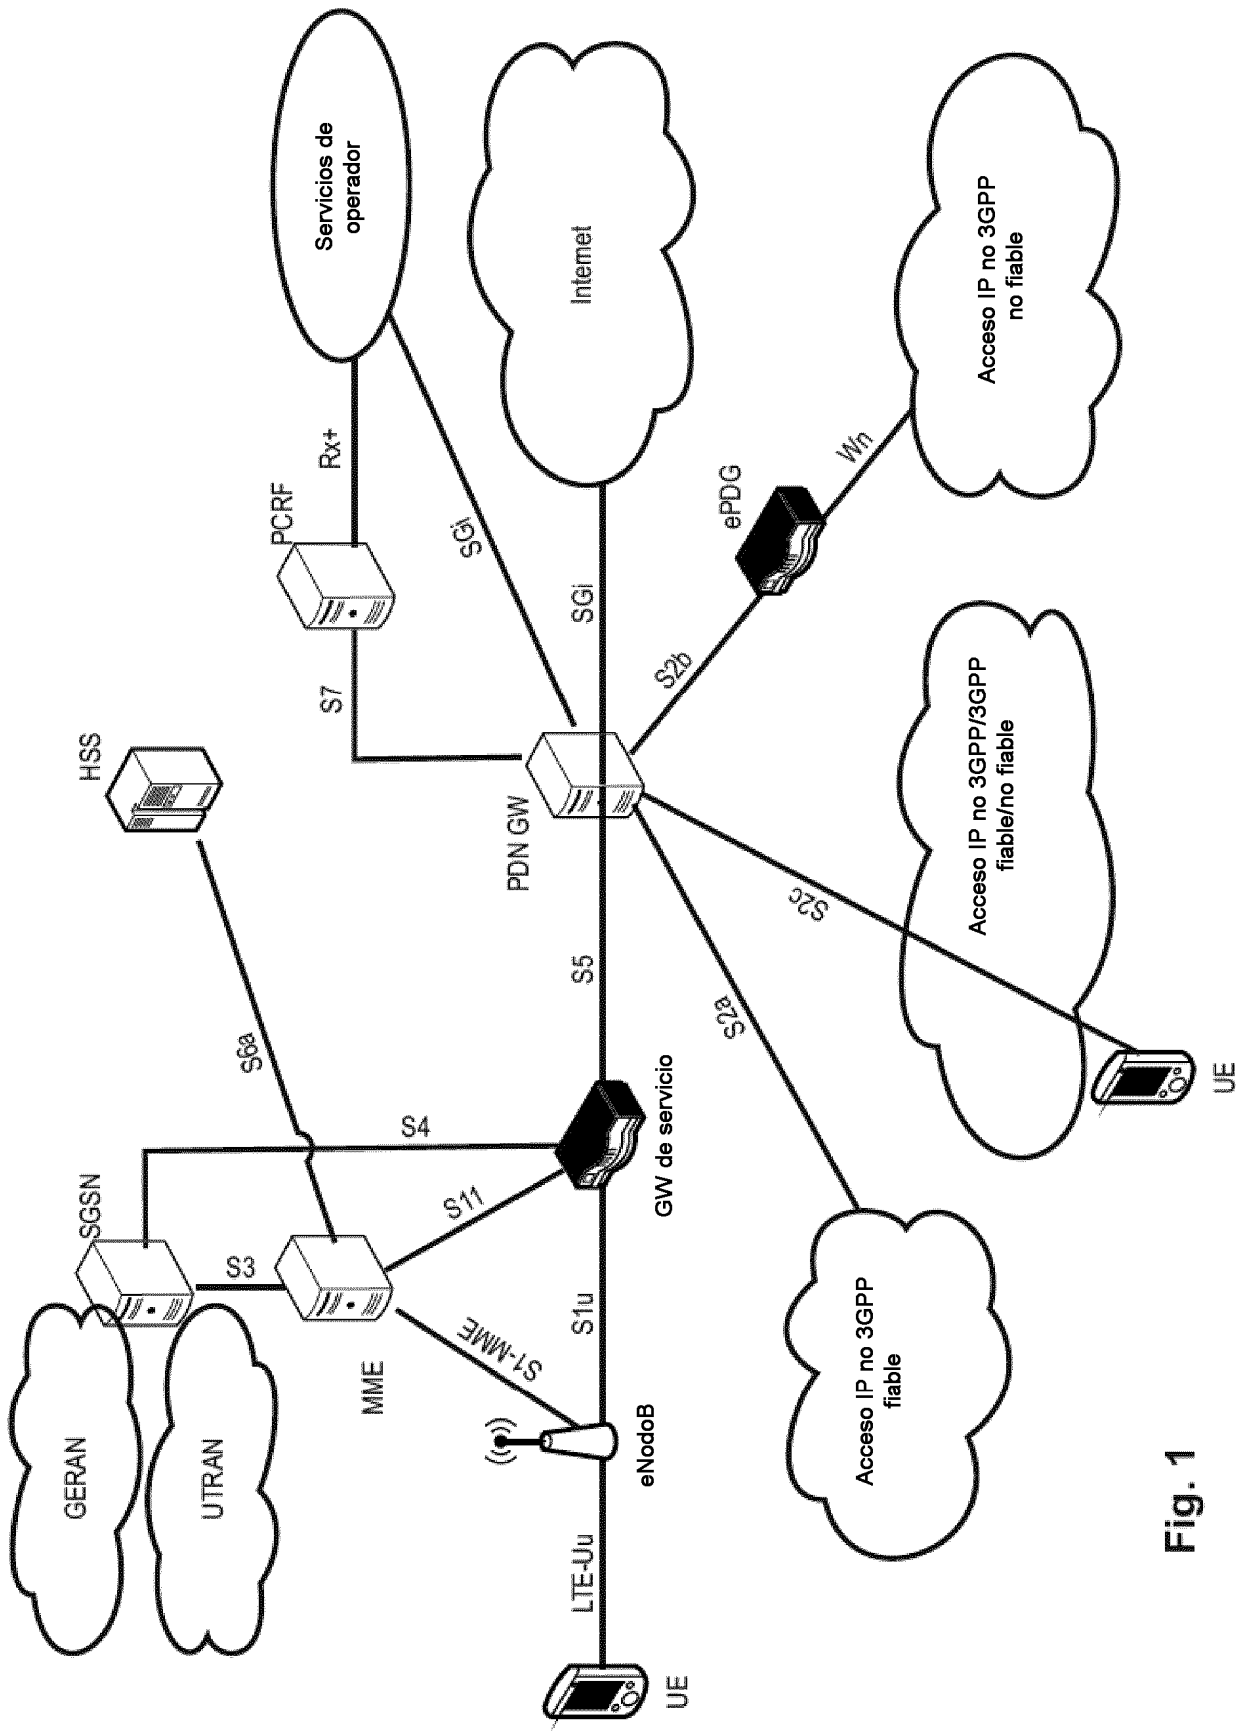 GERAN
UTRAN
SGSN
HSS
S3
S6a
S4
MME
S11
S1-MME
S7
PCRF
Rx+
Servicios de
operador
SGi
PDN GW
UE
LTE-Uu
eNodoB
S1u
GW de servicio
S5
SGi
Internet
S2a
S2c
S2b
ePDG
Wn
Acceso IP no 3GPP
fiable
Acceso IP no 3GPP/3GPP
fiable/no fiable
Acceso IP no 3GPP
no fiable
UE
Fig. 1